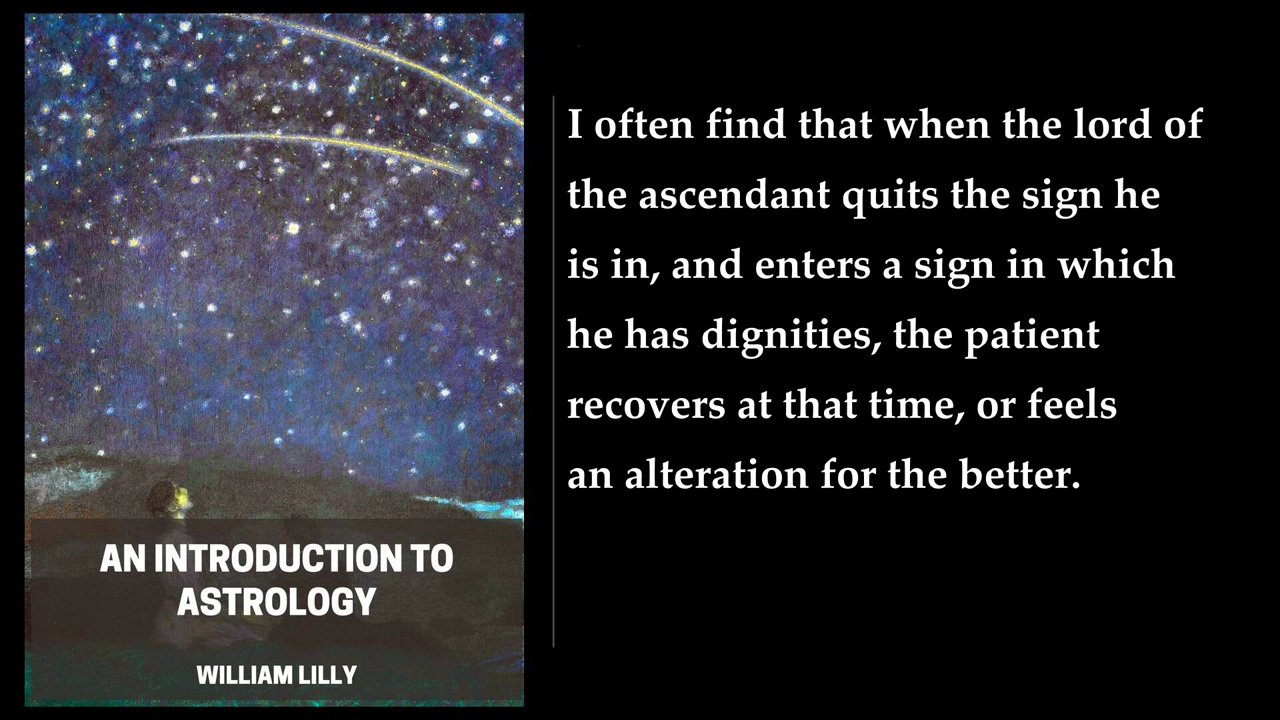 AN INTRODUCTION TO
ASTROLOGY
WILLIAM LILLY
I often find that when the lord of
the ascendant quits the sign he
is in, and enters a sign in which
he has dignities, the patient
recovers at that time, or feels
an alteration for the better.